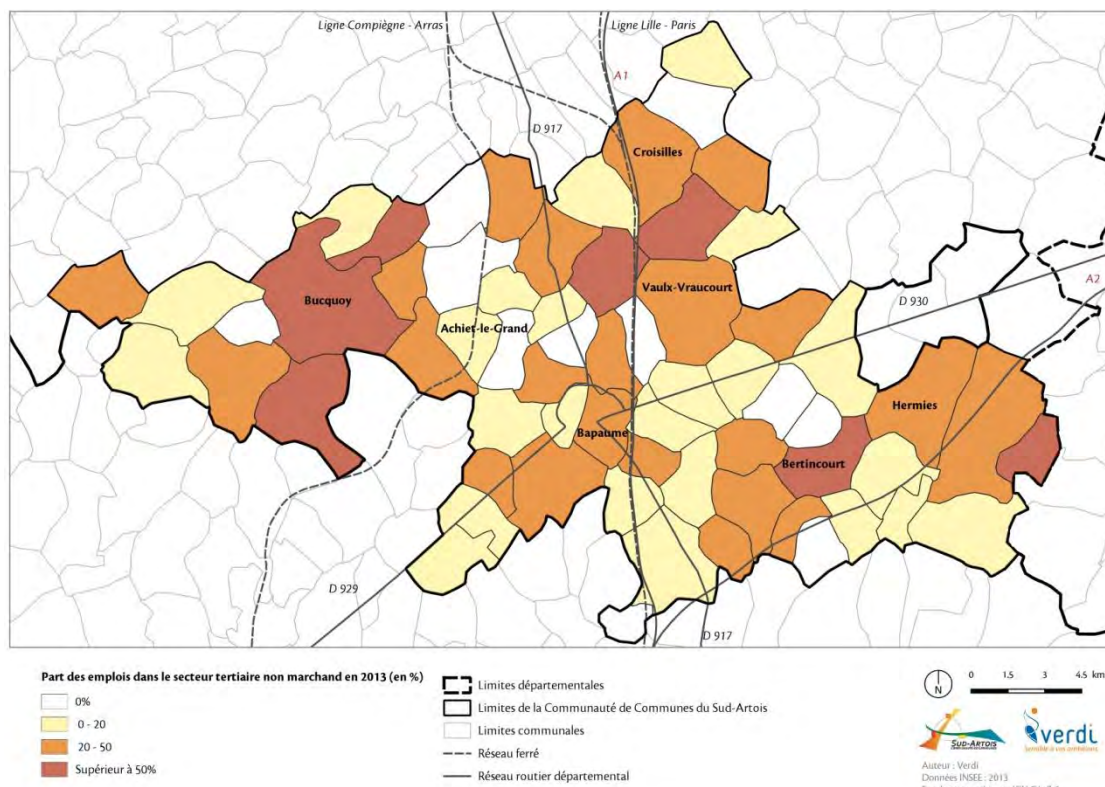 Ligne Compiègne - Arras
Ligne Lille - Paris
A1
D 917
Croisilles
Bucquoy
Vaulx-Vraucourt
Achiet-le-Grand
D 930
A2
Hermies
Bapaume
Bertincourt
D 929
D 917
Part des emplois dans le secteur tertiaire non marchand en 2013 (en %)
0%
0 - 20
20 - 50
Supérieur à 50%
Limites départementales
Limites de la Communauté de Communes du Sud-Artois
Limites communales
Réseau ferré
Réseau routier départemental
N
0 1.5 3 4.5 km
SUD-ARTOIS
verdi
Auteur : Verdi
Données INSEE : 2013